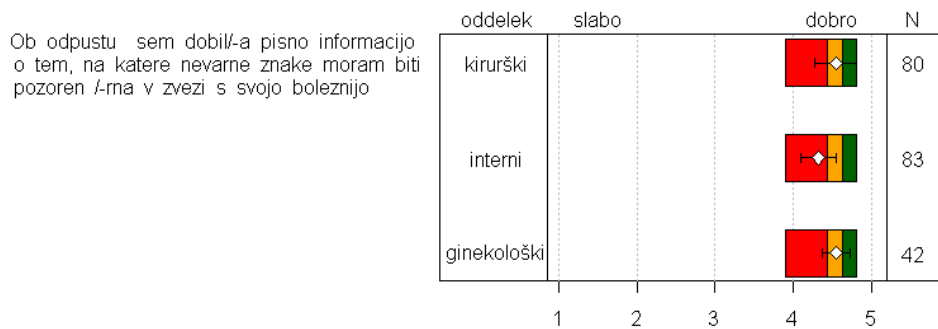 oddelek slabo dobro N
Ob odpustu sem dobil/-a pisno informacijo
o tem, na katere nevarne znake moram biti
pozoren /-rna v zvezi s svojo boleznijo
kirurški 80
interni 83
ginekološki 42
1 2 3 4 5